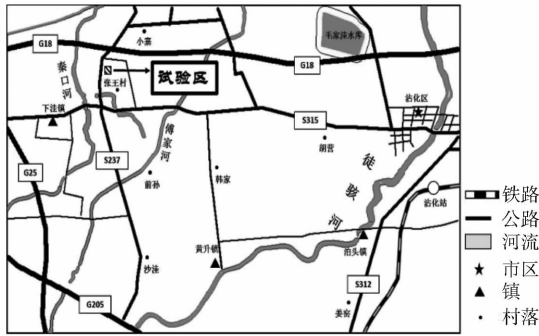 小寨
毛家洼水库
G18
G18
秦口河
试验区
张王村
沾化区
下洼镇
S315
傅家河
胡营
徒骇河
S237
G25
前孙
韩家
沾化站
黄升镇
泊头镇
沙洼
S312
G205
姜窑
铁路
公路
河流
市区
镇
村落